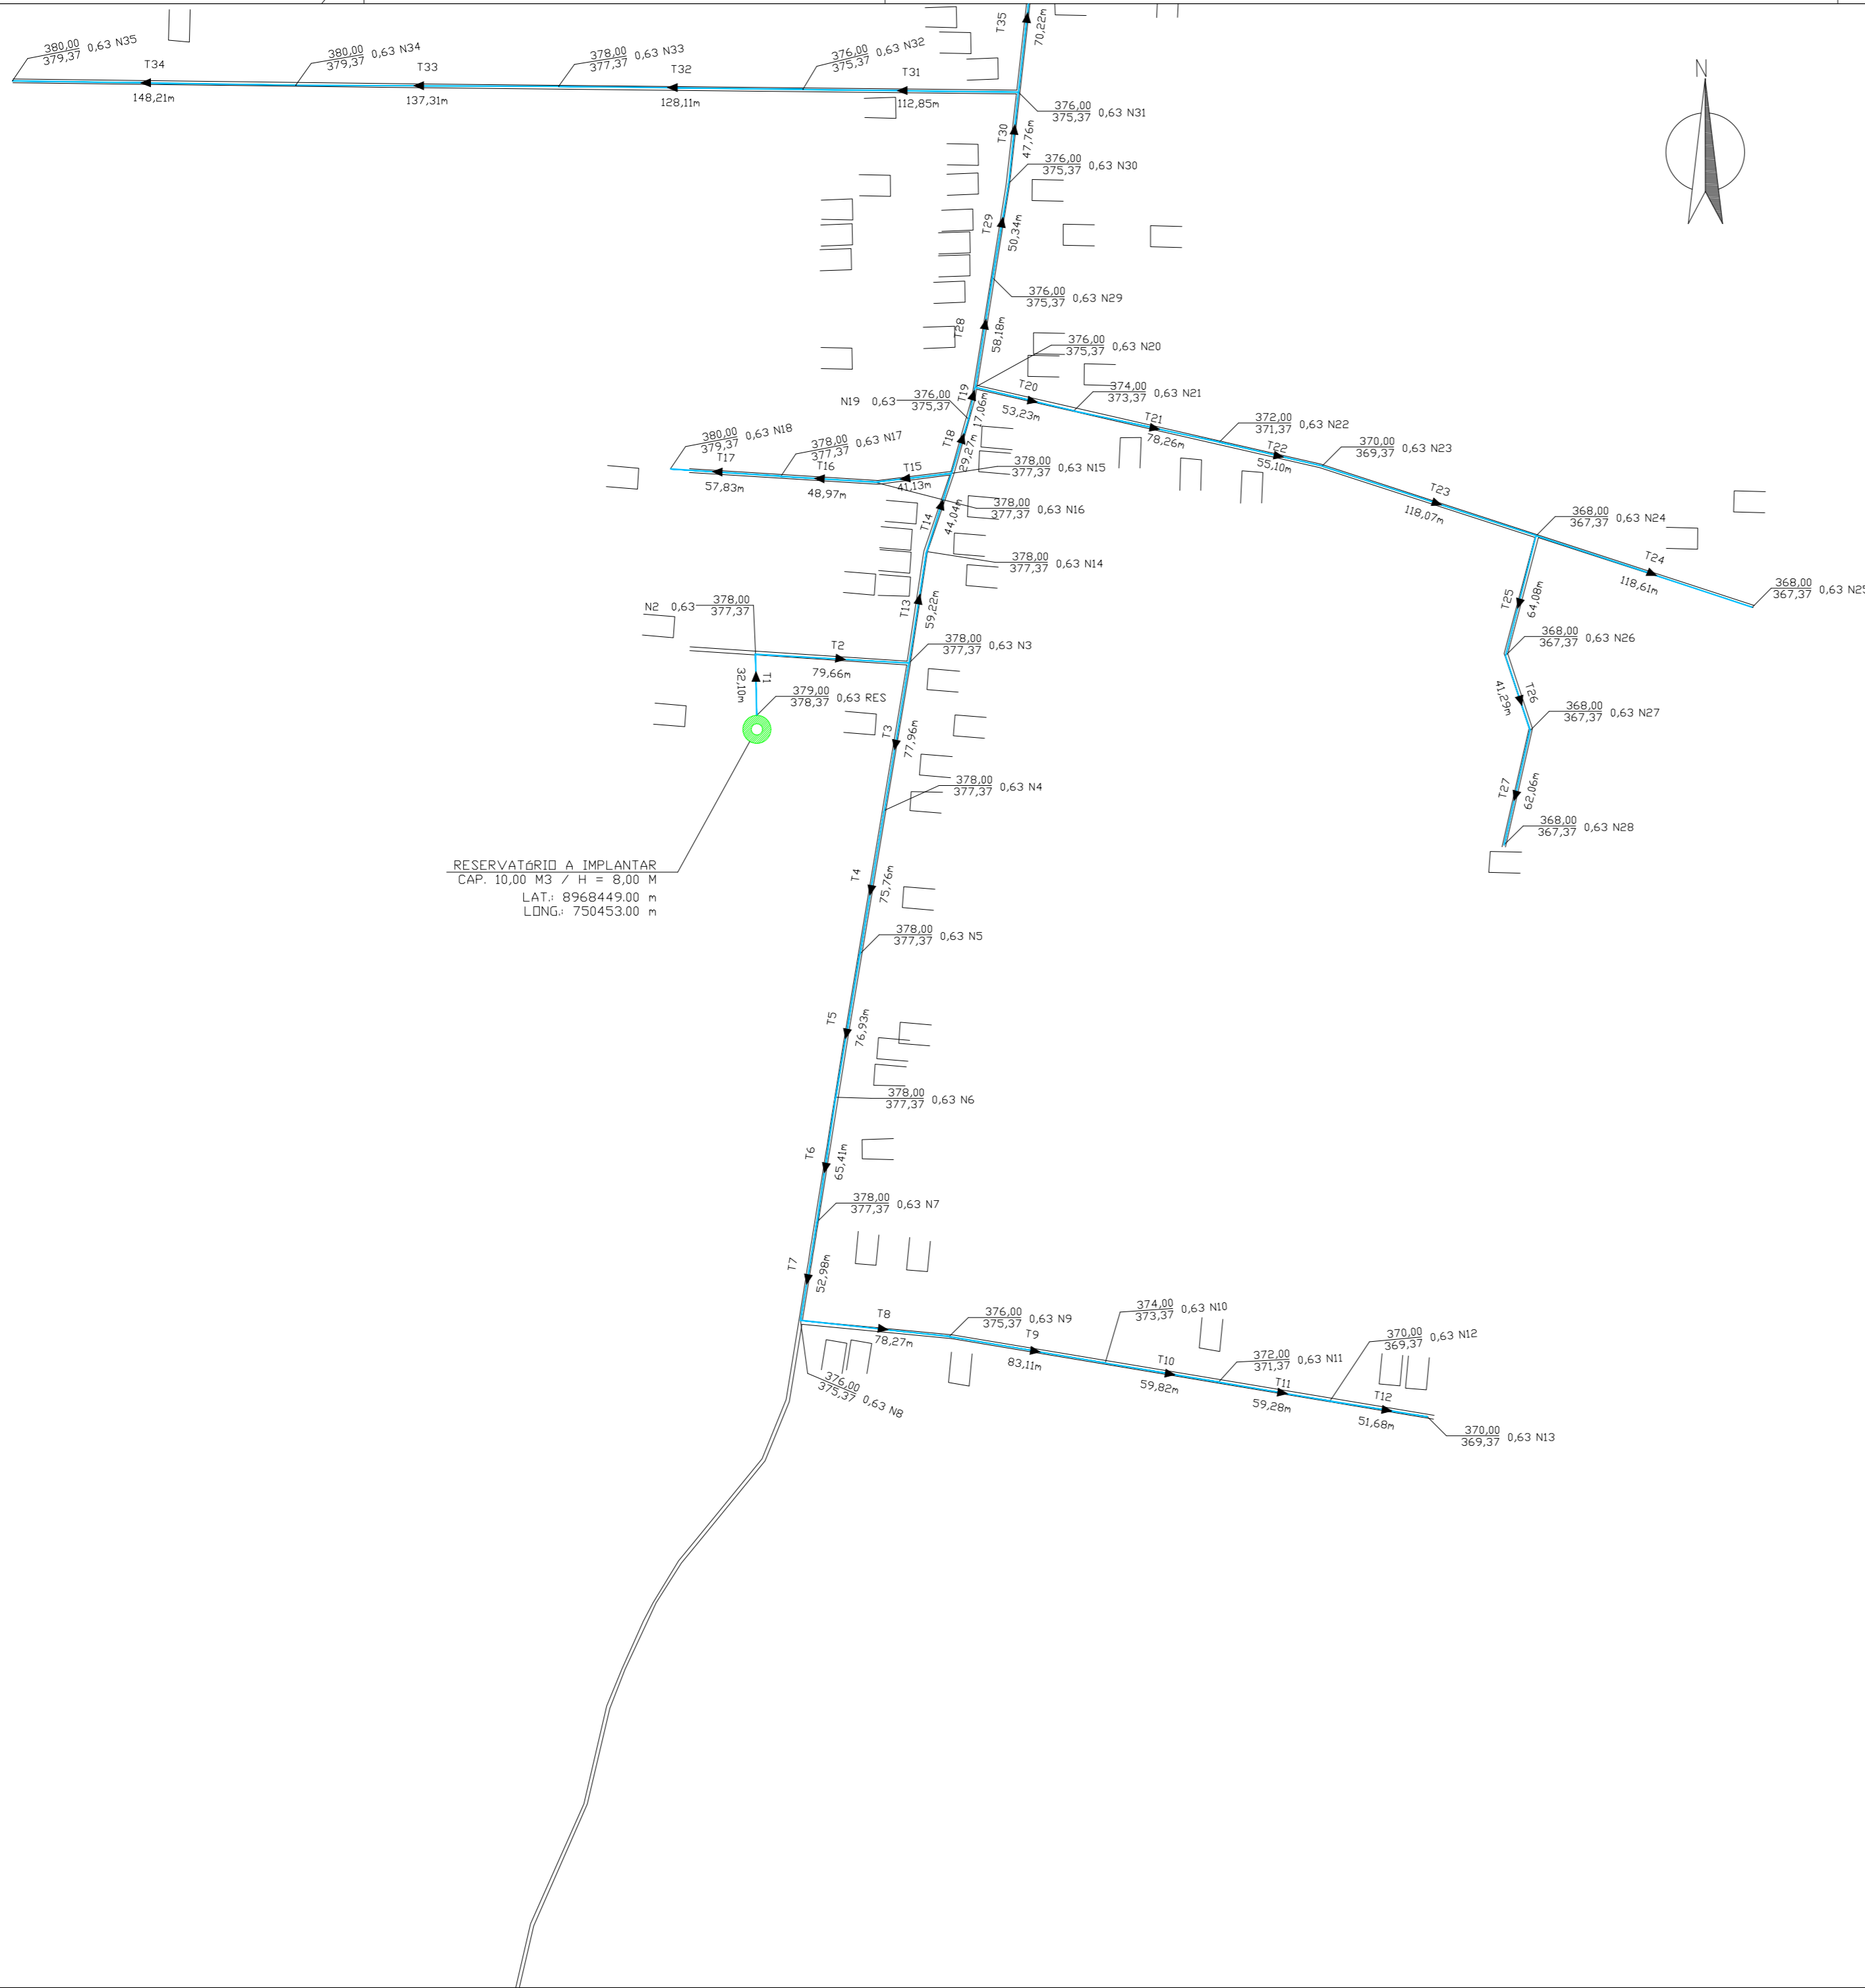 T35
70,22m
N
380,00
379,37
0,63 N35
T34
148,21m
380,00
379,37
0,63 N34
T33
137,31m
378,00
377,37
0,63 N33
T32
128,11m
376,00
375,37
0,63 N32
T31
112,85m
376,00
375,37
0,63 N31
T30
47,76m
376,00
375,37
0,63 N30
T29
50,34m
376,00
375,37
0,63 N29
T28
58,18m
376,00
375,37
0,63 N20
T19
17,06m
N19 0,63
376,00
375,37
T20
53,23m
374,00
373,37
0,63 N21
T21
78,26m
372,00
371,37
0,63 N22
T22
55,10m
370,00
369,37
0,63 N23
T23
118,07m
368,00
367,37
0,63 N24
T24
118,61m
368,00
367,37
0,63 N25
380,00
379,37
0,63 N18
T17
57,83m
378,00
377,37
0,63 N17
T16
48,97m
T15
41,13m
T18
29,27m
378,00
377,37
0,63 N15
378,00
377,37
0,63 N16
T14
44,04m
378,00
377,37
0,63 N14
T13
59,22m
T25
64,08m
368,00
367,37
0,63 N26
T26
41,29m
368,00
367,37
0,63 N27
T27
62,06m
368,00
367,37
0,63 N28
N2 0,63
378,00
377,37
T2
79,66m
378,00
377,37
0,63 N3
T1
32,10m
379,00
378,37
0,63 RES
T3
77,96m
378,00
377,37
0,63 N4
RESERVATóRIO A IMPLANTAR
CAP. 10,00 M3 / H = 8,00 M
LAT.: 8968449.00 m
LONG.: 750453.00 m
T4
75,76m
378,00
377,37
0,63 N5
T5
76,93m
378,00
377,37
0,63 N6
T6
65,41m
378,00
377,37
0,63 N7
T7
52,98m
T8
78,27m
376,00
375,37
0,63 N8
376,00
375,37
0,63 N9
T9
83,11m
374,00
373,37
0,63 N10
T10
59,82m
372,00
371,37
0,63 N11
T11
59,28m
370,00
369,37
0,63 N12
T12
51,68m
370,00
369,37
0,63 N13